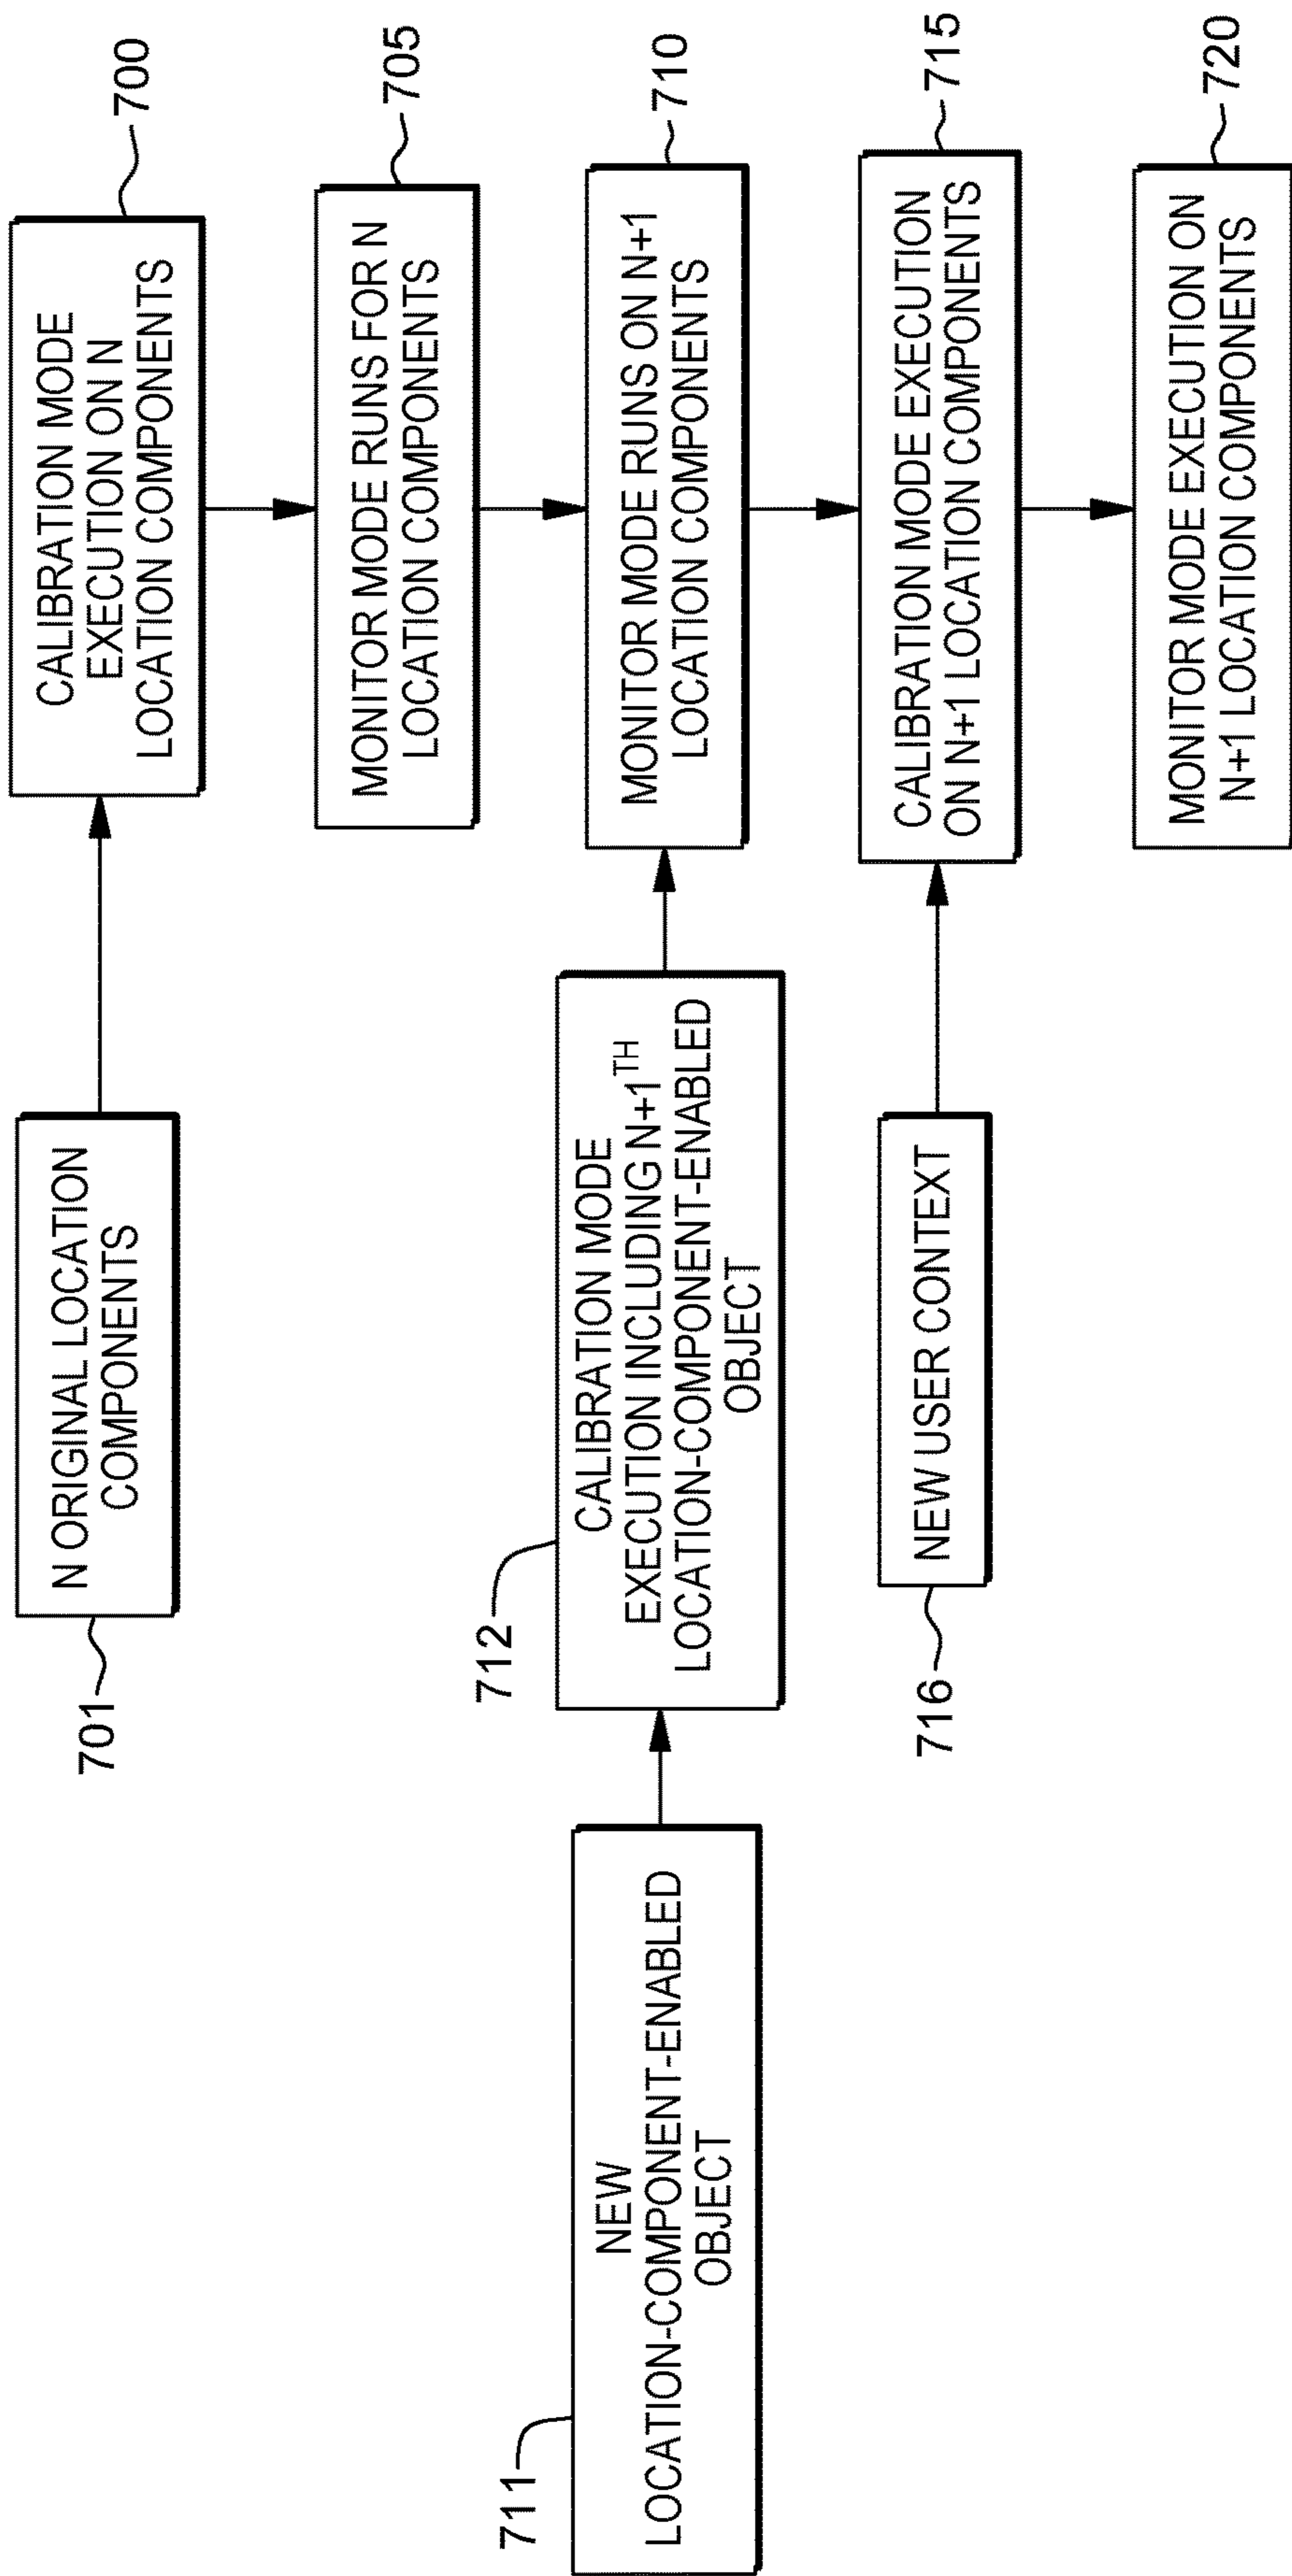 701
N ORIGINAL LOCATION
COMPONENTS
CALIBRATION MODE
EXECUTION ON N
LOCATION COMPONENTS
700
MONITOR MODE RUNS FOR N
LOCATION COMPONENTS
705
711
NEW
LOCATION-COMPONENT-ENABLED
OBJECT
712
CALIBRATION MODE
EXECUTION INCLUDING N+1TH
LOCATION-COMPONENT-ENABLED
OBJECT
MONITOR MODE RUNS ON N+1
LOCATION COMPONENTS
710
716
NEW USER CONTEXT
CALIBRATION MODE EXECUTION
ON N+1 LOCATION COMPONENTS
715
MONITOR MODE EXECUTION ON
N+1 LOCATION COMPONENTS
720